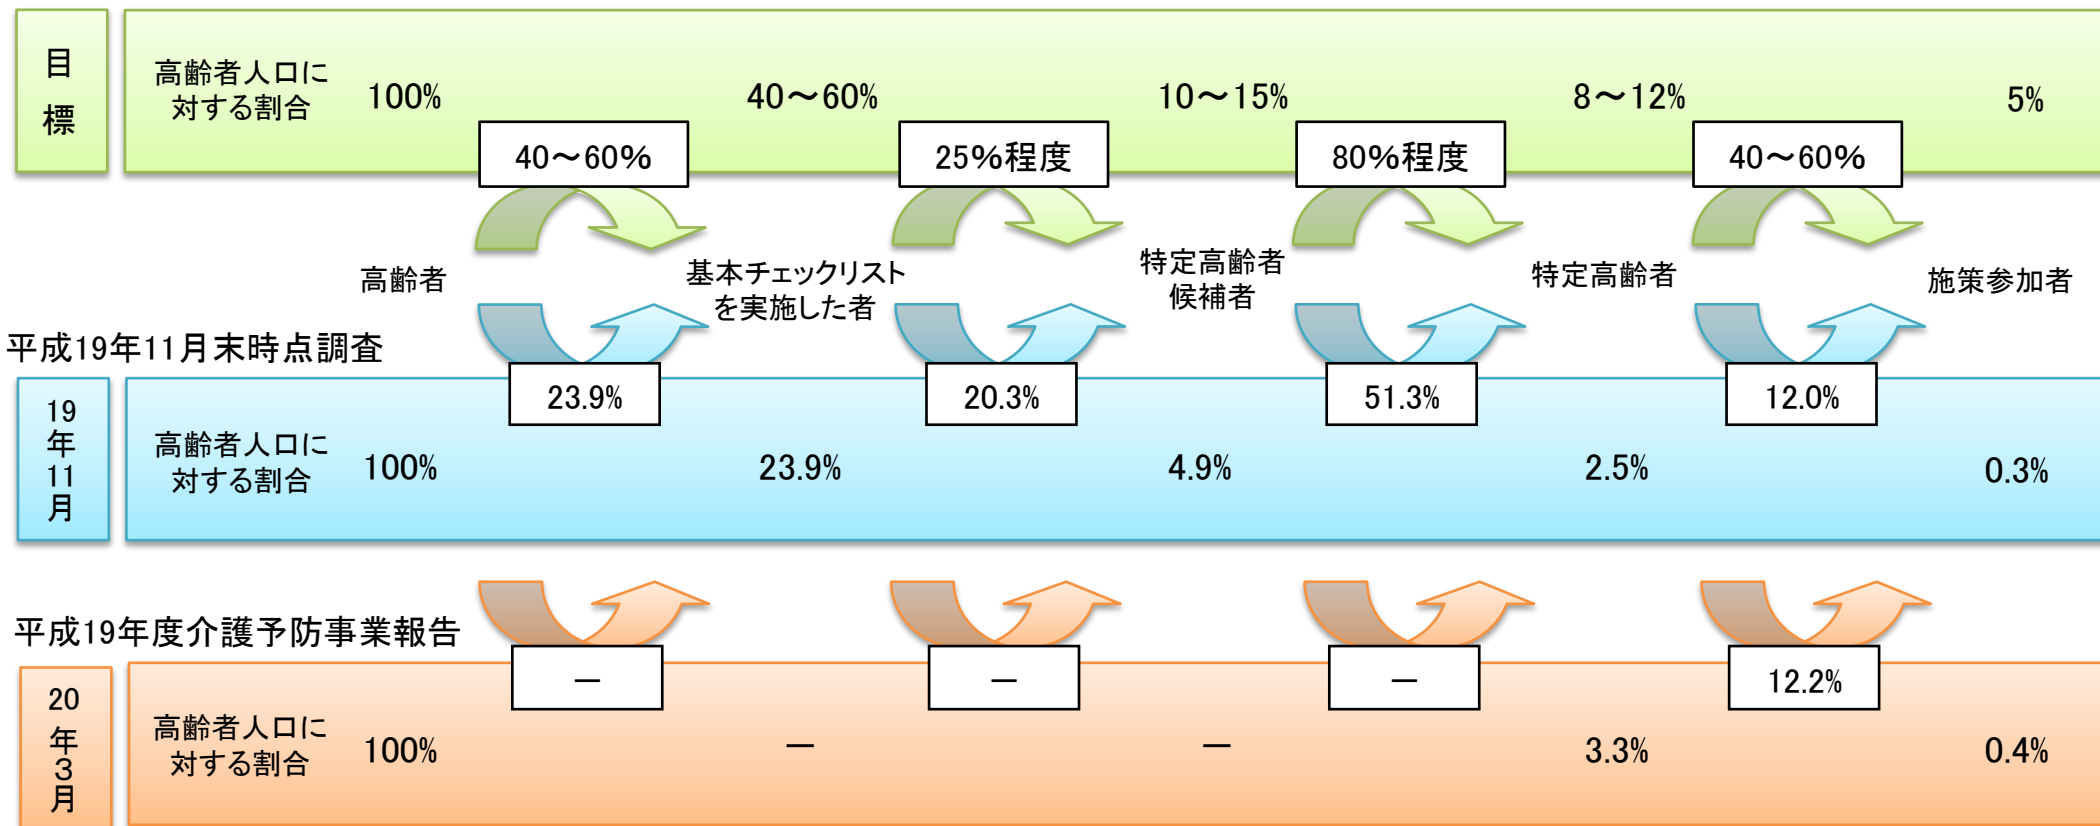 目標
高齢者人口に
対する割合
100%
40～60%
10～15%
8～12%
5%
40～60%
25%程度
80%程度
40～60%
高齢者
基本チェックリスト
を実施した者
特定高齢者
候補者
特定高齢者
施策参加者
平成19年11月末時点調査
19年11月
23.9%
20.3%
51.3%
12.0%
高齢者人口に
対する割合
100%
23.9%
4.9%
2.5%
0.3%
平成19年度介護予防事業報告
20年3月
－
－
－
12.2%
高齢者人口に
対する割合
100%
－
－
3.3%
0.4%